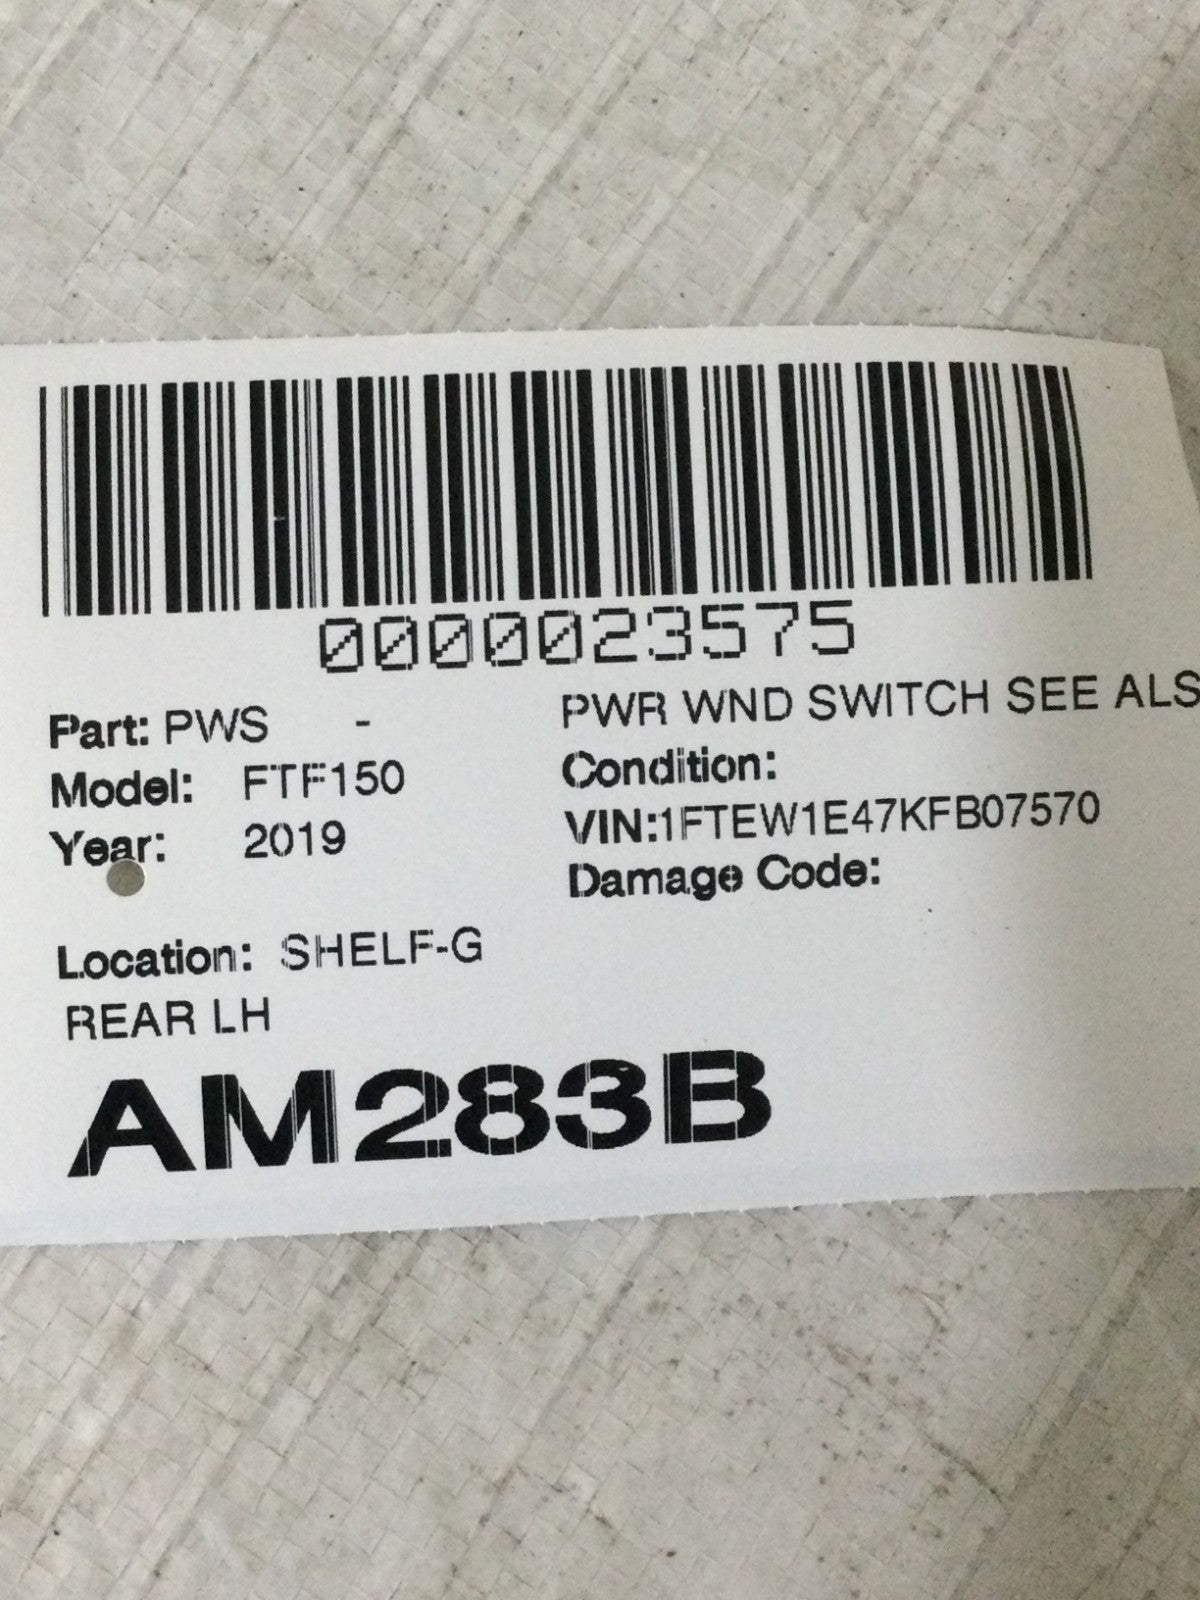 0000023575
Part: PWS - PWR WND SWITCH SEE ALS
Model: FTF150 Condition:
Year: 2019 VIN:1FTEW1E47KFB07570
Damage Code:
Location: SHELF-G
REAR LH
AM283B